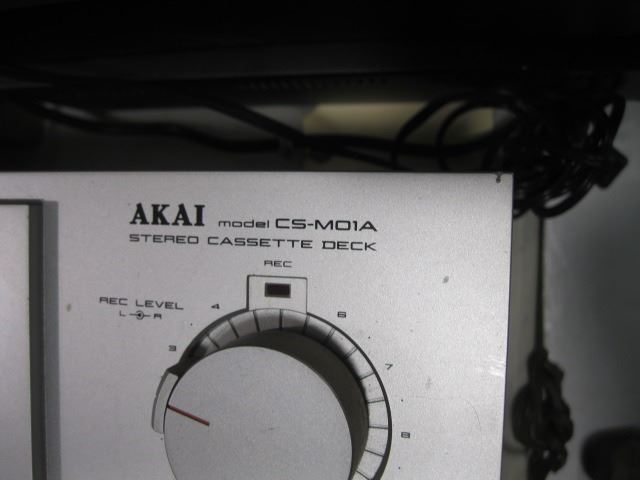 AKAI model CS-M01A
STEREO CASSETTE DECK
REC
REC LEVEL
L R
4
6
3
7
8